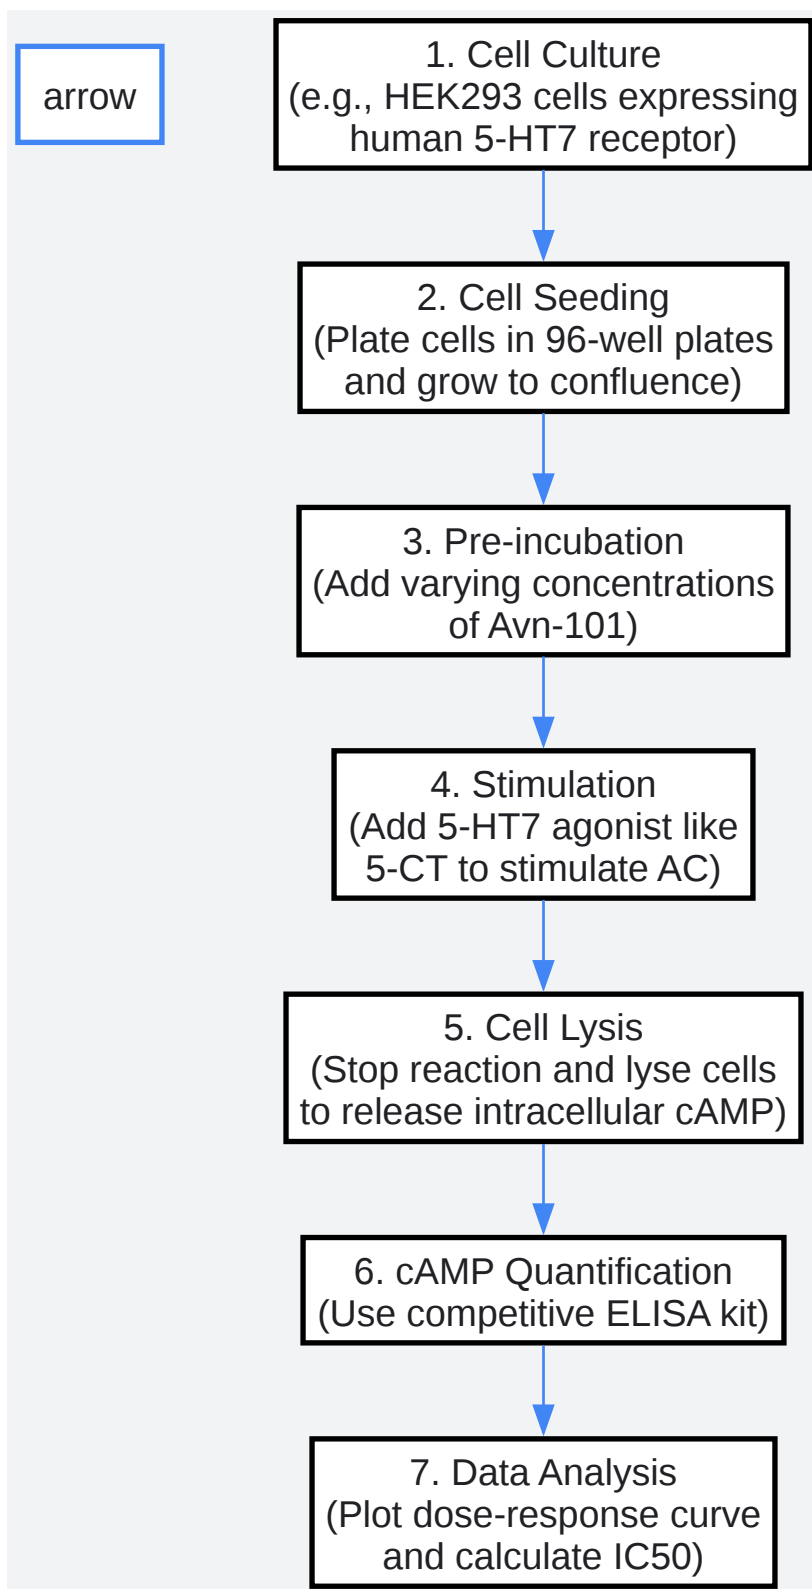 arrow
1. Cell Culture
(e.g., HEK293 cells expressing
human 5-HT7 receptor)
2. Cell Seeding
(Plate cells in 96-well plates
and grow to confluence)
3. Pre-incubation
(Add varying concentrations
of Avn-101)
4. Stimulation
(Add 5-HT7 agonist like
5-CT to stimulate AC)
5. Cell Lysis
(Stop reaction and lyse cells
to release intracellular cAMP)
6. cAMP Quantification
(Use competitive ELISA kit)
7. Data Analysis
(Plot dose-response curve
and calculate IC50)